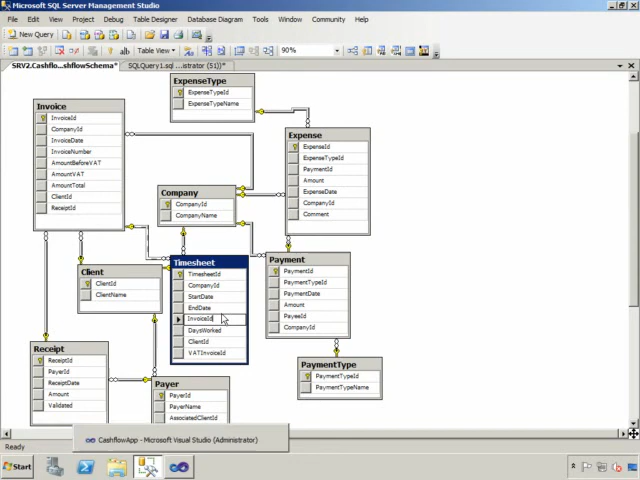 Microsoft SQL Server Management Studio
File Edit View Project Debug Table Designer Database Diagram Tools Window Community Help
New Query
Table View 90%
SRV2.Cashflo...shflowSchema* SQLQuery1.sql ...istrator (51))*
ExpenseType
ExpenseTypeId
ExpenseTypeName
Invoice
InvoiceId
CompanyId
InvoiceDate
InvoiceNumber
AmountBeforeVAT
AmountVAT
AmountTotal
ClientId
ReceiptId
Expense
ExpenseId
ExpenseTypeId
PaymentId
Amount
ExpenseDate
CompanyId
Comment
Company
CompanyId
CompanyName
Client
ClientId
ClientName
Timesheet
TimesheetId
CompanyId
StartDate
EndDate
InvoiceId
DaysWorked
ClientId
VATInvoiceId
Payment
PaymentId
PaymentTypeId
PaymentDate
Amount
PayeeId
CompanyId
Receipt
ReceiptId
PayerId
ReceiptDate
Amount
Validated
Payer
PayerId
PayerName
AssociatedClientId
PaymentType
PaymentTypeId
PaymentTypeName
CashflowApp - Microsoft Visual Studio (Administrator)
Ready
Start